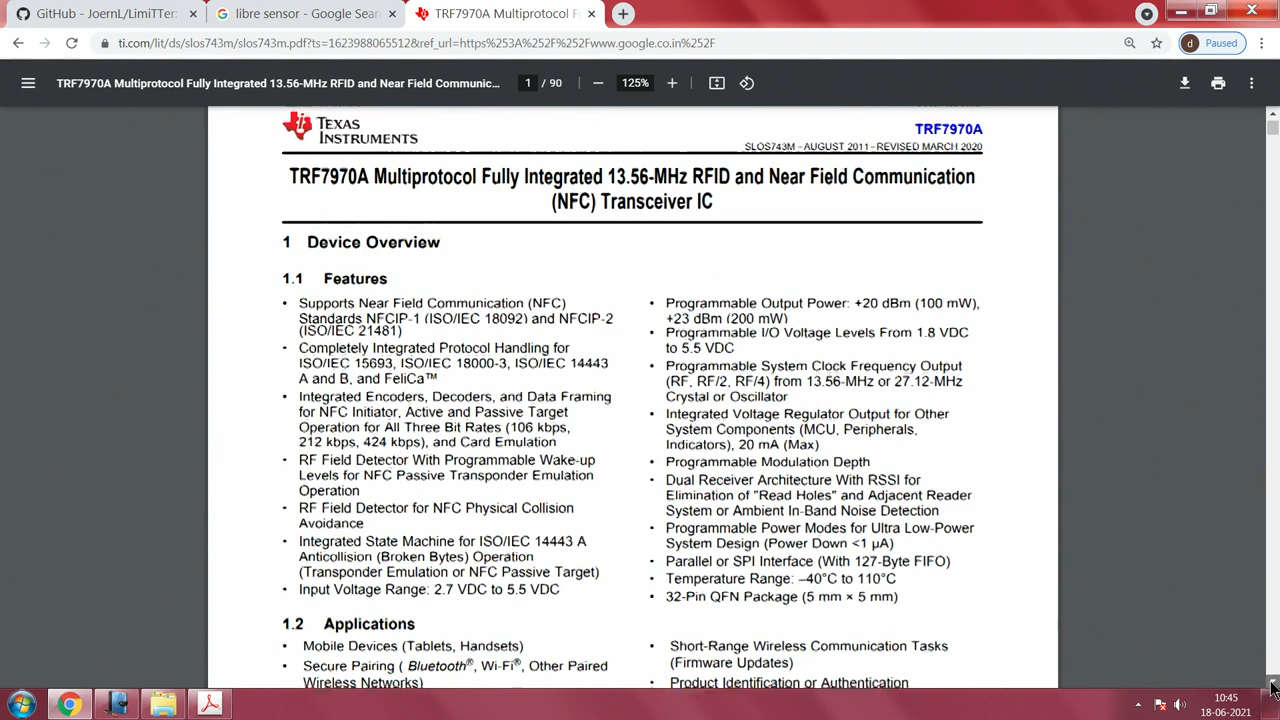 GitHub - JoernL/LimiTTer:
libre sensor - Google Sear
TRF7970A Multiprotocol F
ti.com/lit/ds/slos743m/slos743m.pdf?ts=1623988065512&ref_url=https%253A%252F%252Fwww.google.co.in%252F
d Paused
TRF7970A Multiprotocol Fully Integrated 13.56-MHz RFID and Near Field Communic...
1 / 90
125%
TEXAS
INSTRUMENTS
TRF7970A
SLOS743M – AUGUST 2011 – REVISED MARCH 2020
TRF7970A Multiprotocol Fully Integrated 13.56-MHz RFID and Near Field Communication
(NFC) Transceiver IC
1 Device Overview
1.1 Features
• Supports Near Field Communication (NFC)
Standards NFCIP-1 (ISO/IEC 18092) and NFCIP-2
(ISO/IEC 21481)
• Completely Integrated Protocol Handling for
ISO/IEC 15693, ISO/IEC 18000-3, ISO/IEC 14443
A and B, and FeliCa™
• Integrated Encoders, Decoders, and Data Framing
for NFC Initiator, Active and Passive Target
Operation for All Three Bit Rates (106 kbps,
212 kbps, 424 kbps), and Card Emulation
• RF Field Detector With Programmable Wake-up
Levels for NFC Passive Transponder Emulation
Operation
• RF Field Detector for NFC Physical Collision
Avoidance
• Integrated State Machine for ISO/IEC 14443 A
Anticollision (Broken Bytes) Operation
(Transponder Emulation or NFC Passive Target)
• Input Voltage Range: 2.7 VDC to 5.5 VDC
• Programmable Output Power: +20 dBm (100 mW),
+23 dBm (200 mW)
• Programmable I/O Voltage Levels From 1.8 VDC
to 5.5 VDC
• Programmable System Clock Frequency Output
(RF, RF/2, RF/4) from 13.56-MHz or 27.12-MHz
Crystal or Oscillator
• Integrated Voltage Regulator Output for Other
System Components (MCU, Peripherals,
Indicators), 20 mA (Max)
• Programmable Modulation Depth
• Dual Receiver Architecture With RSSI for
Elimination of "Read Holes" and Adjacent Reader
System or Ambient In-Band Noise Detection
• Programmable Power Modes for Ultra Low-Power
System Design (Power Down <1 µA)
• Parallel or SPI Interface (With 127-Byte FIFO)
• Temperature Range: –40°C to 110°C
• 32-Pin QFN Package (5 mm × 5 mm)
1.2 Applications
• Mobile Devices (Tablets, Handsets)
• Secure Pairing ( Bluetooth®, Wi-Fi®, Other Paired
Wireless Networks)
• Short-Range Wireless Communication Tasks
(Firmware Updates)
• Product Identification or Authentication
10:45
18-06-2021